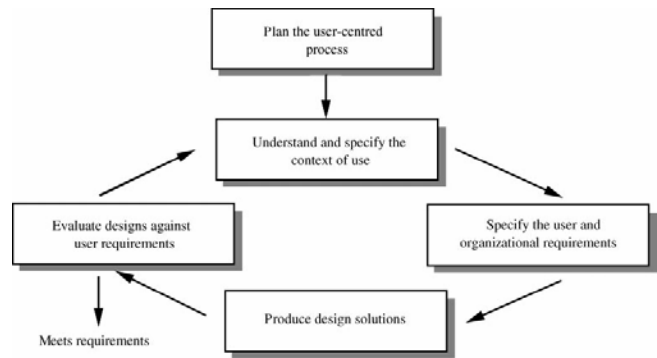 Plan the user-centred
process
Understand and specify the
context of use
Evaluate designs against
user requirements
Specify the user and
organizational requirements
Produce design solutions
Meets requirements